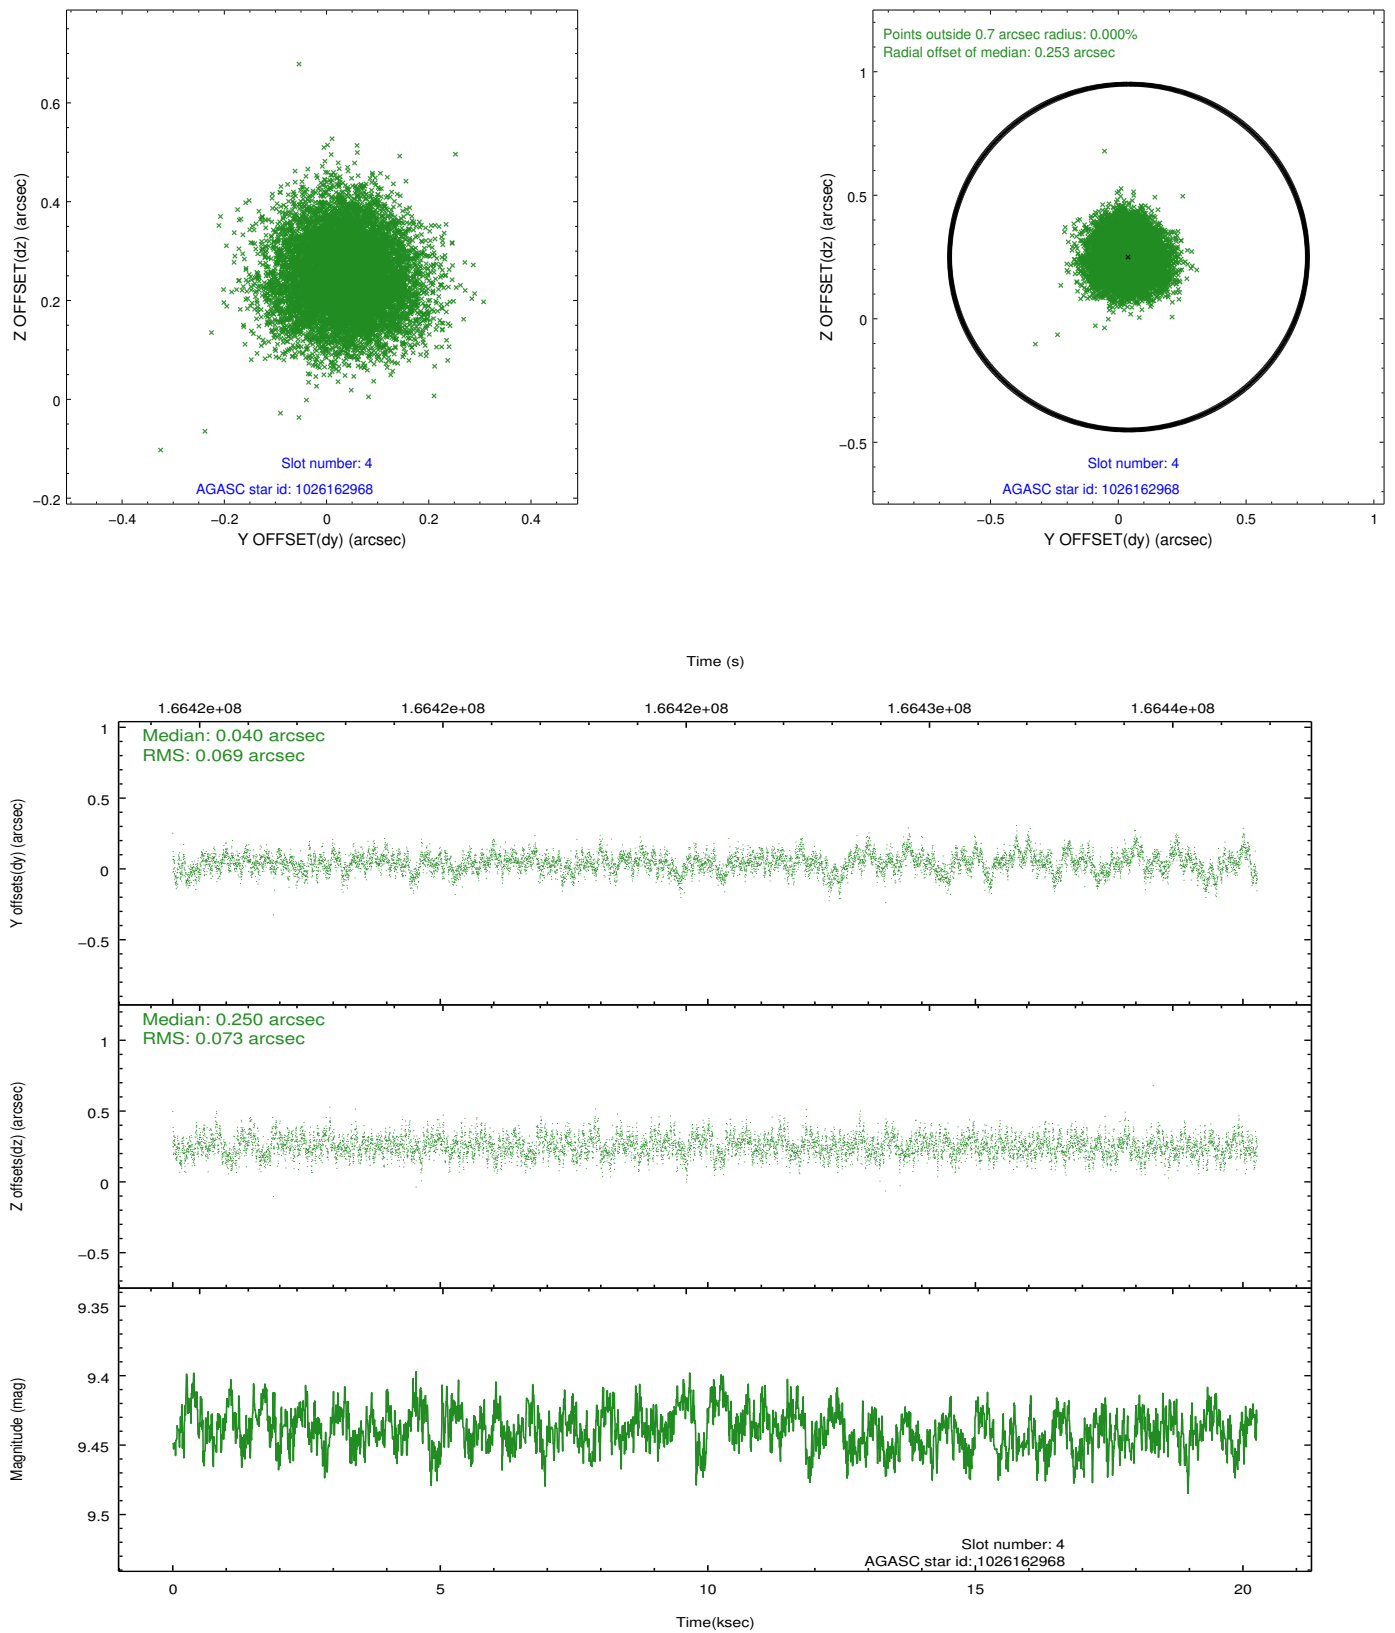 0.6
0.4
0.2
0
−0.2
−0.4
−0.2
0
0.2
0.4
Z OFFSET(dz) (arcsec)
Y OFFSET(dy) (arcsec)
Slot number: 4
AGASC star id: 1026162968
Points outside 0.7 arcsec radius: 0.000%
Radial offset of median: 0.253 arcsec
1
0.5
0
−0.5
−0.5
0
0.5
1
Z OFFSET(dz) (arcsec)
Y OFFSET(dy) (arcsec)
Slot number: 4
AGASC star id: 1026162968
Time (s)
1.6642e+08
1.6642e+08
1.6642e+08
1.6643e+08
1.6644e+08
Median: 0.040 arcsec
RMS: 0.069 arcsec
1
0.5
0
−0.5
Y offsets(dy) (arcsec)
Median: 0.250 arcsec
RMS: 0.073 arcsec
1
0.5
0
−0.5
Z offsets(dz) (arcsec)
9.35
9.4
9.45
9.5
Magnitude (mag)
Slot number: 4
AGASC star id: 1026162968
0
5
10
15
20
Time(ksec)